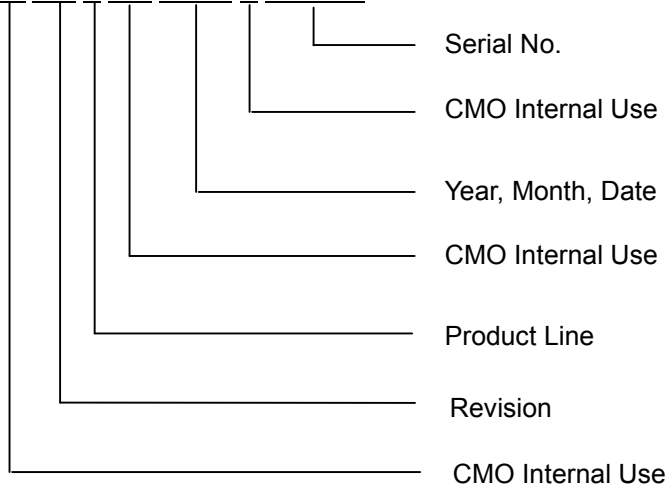 Serial No.
CMO Internal Use
Year, Month, Date
CMO Internal Use
Product Line
Revision
CMO Internal Use